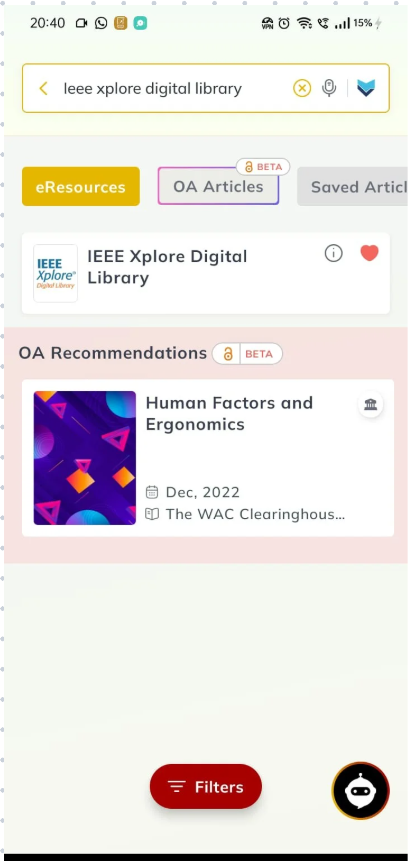 20:40
VPN 15%
Ieee xplore digital library
BETA
eResources OA Articles Saved Articl
IEEE Xplore Digital
Library
IEEE
Xplore®
Digital Library
OA Recommendations BETA
Human Factors and
Ergonomics
Dec, 2022
The WAC Clearinghous...
Filters